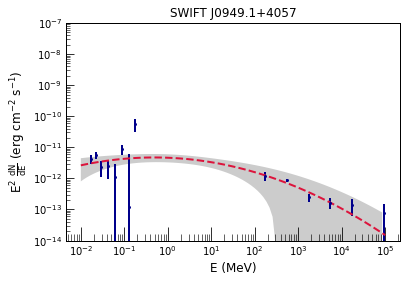 SWIFT J0949.1+4057
E² dN/dE (erg cm⁻² s⁻¹)
10⁻⁷
10⁻⁸
10⁻⁹
10⁻¹⁰
10⁻¹¹
10⁻¹²
10⁻¹³
10⁻¹⁴
10⁻² 10⁻¹ 10⁰ 10¹ 10² 10³ 10⁴ 10⁵
E (MeV)